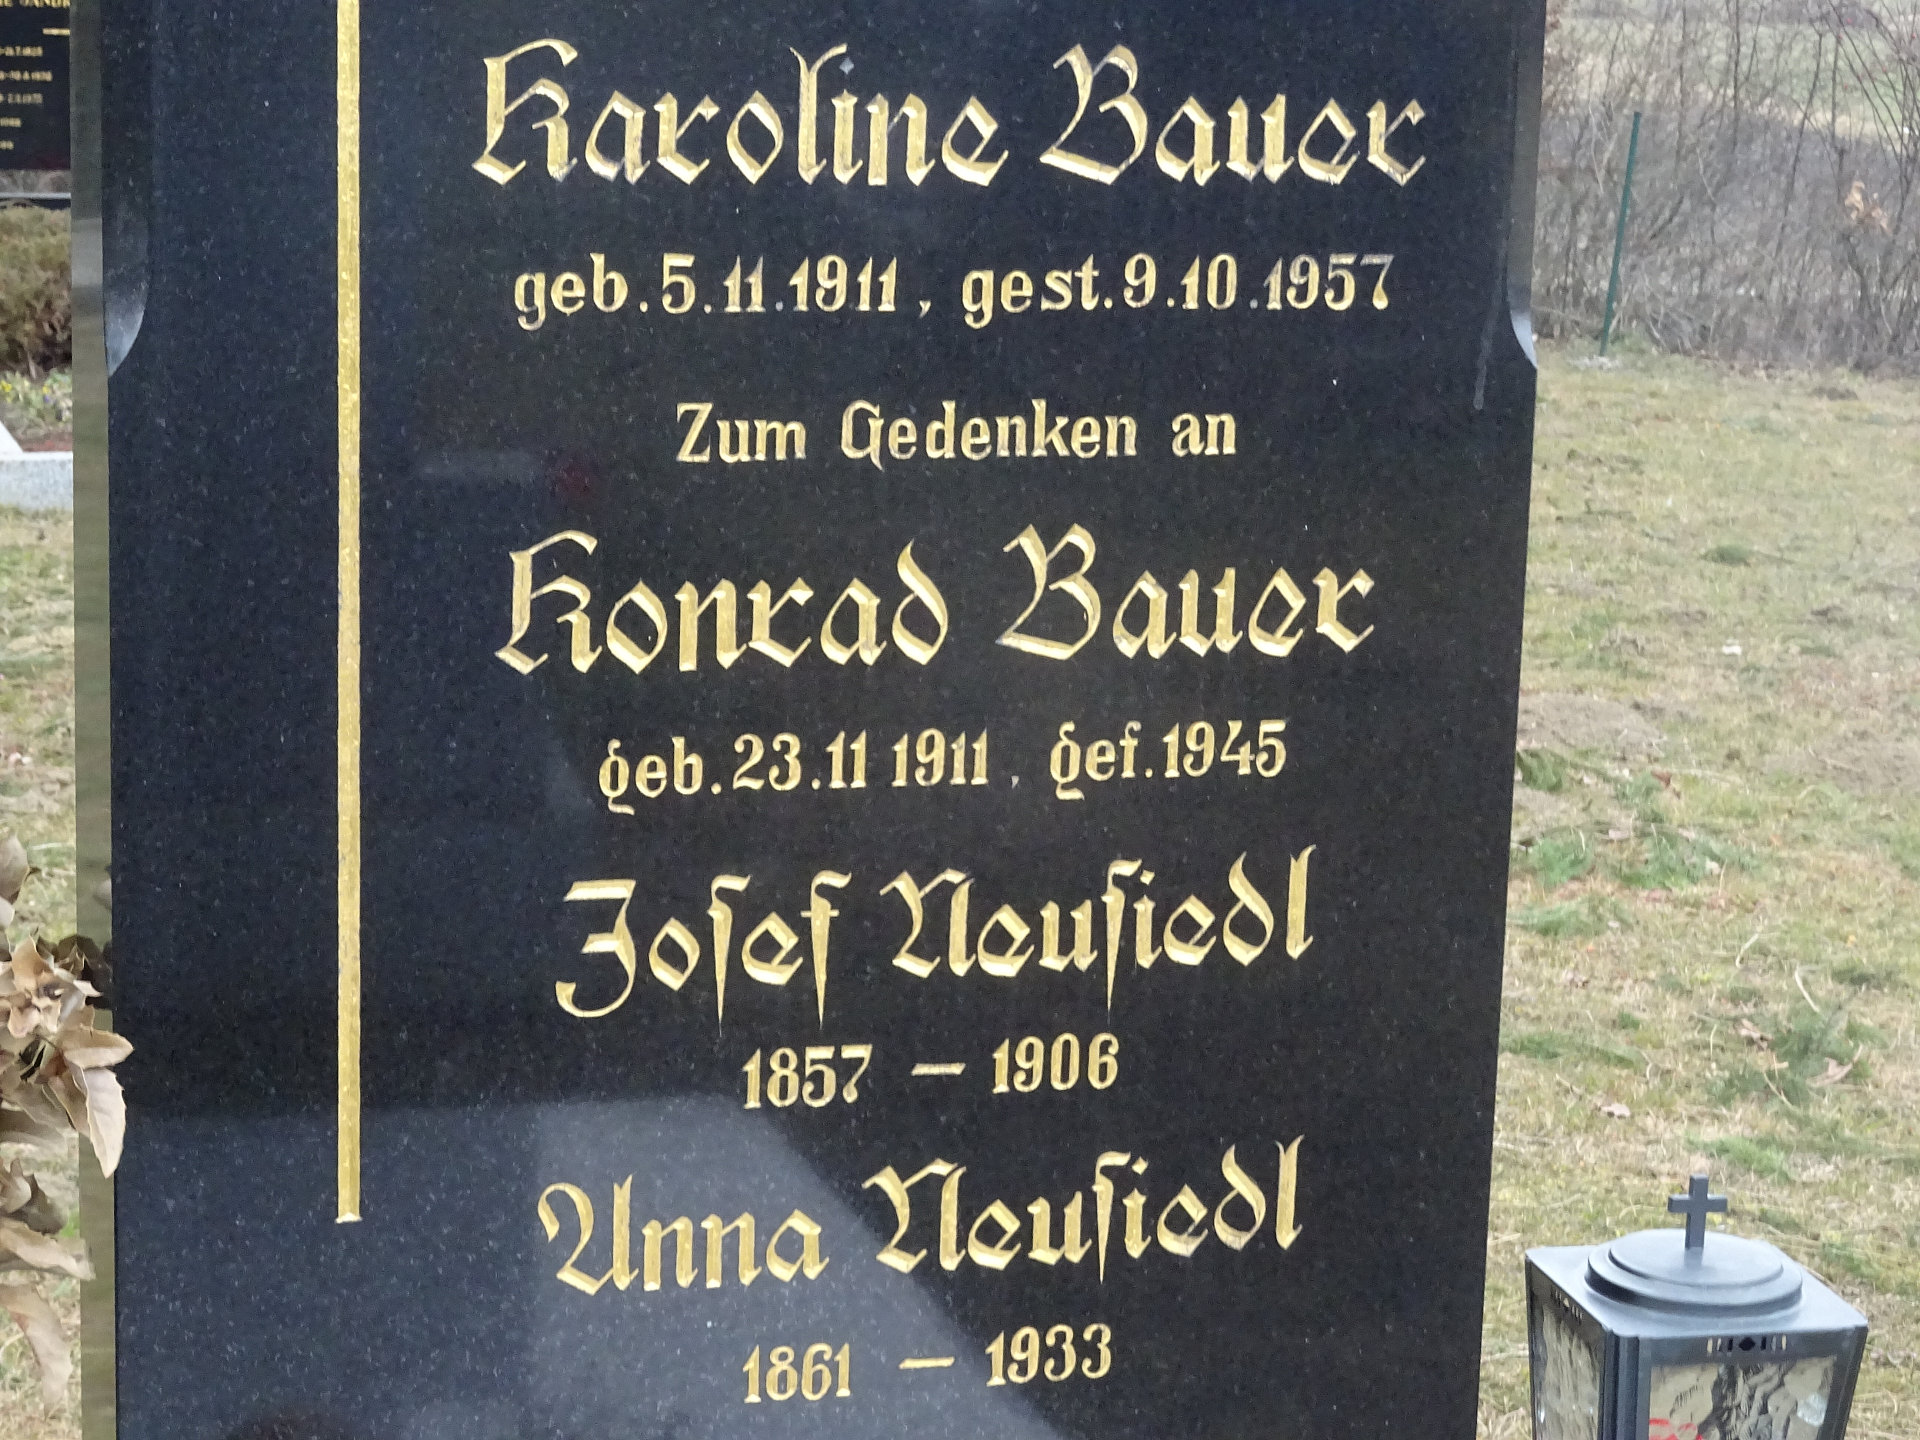 Karoline Bauer
geb. 5. 11. 1911, gest. 9. 10. 1957
Zum Gedenken an
Konrad Bauer
geb. 23. 11 1911, gef. 1945
Josef Neusiedl
1857 — 1906
Anna Neusiedl
1861 — 1933